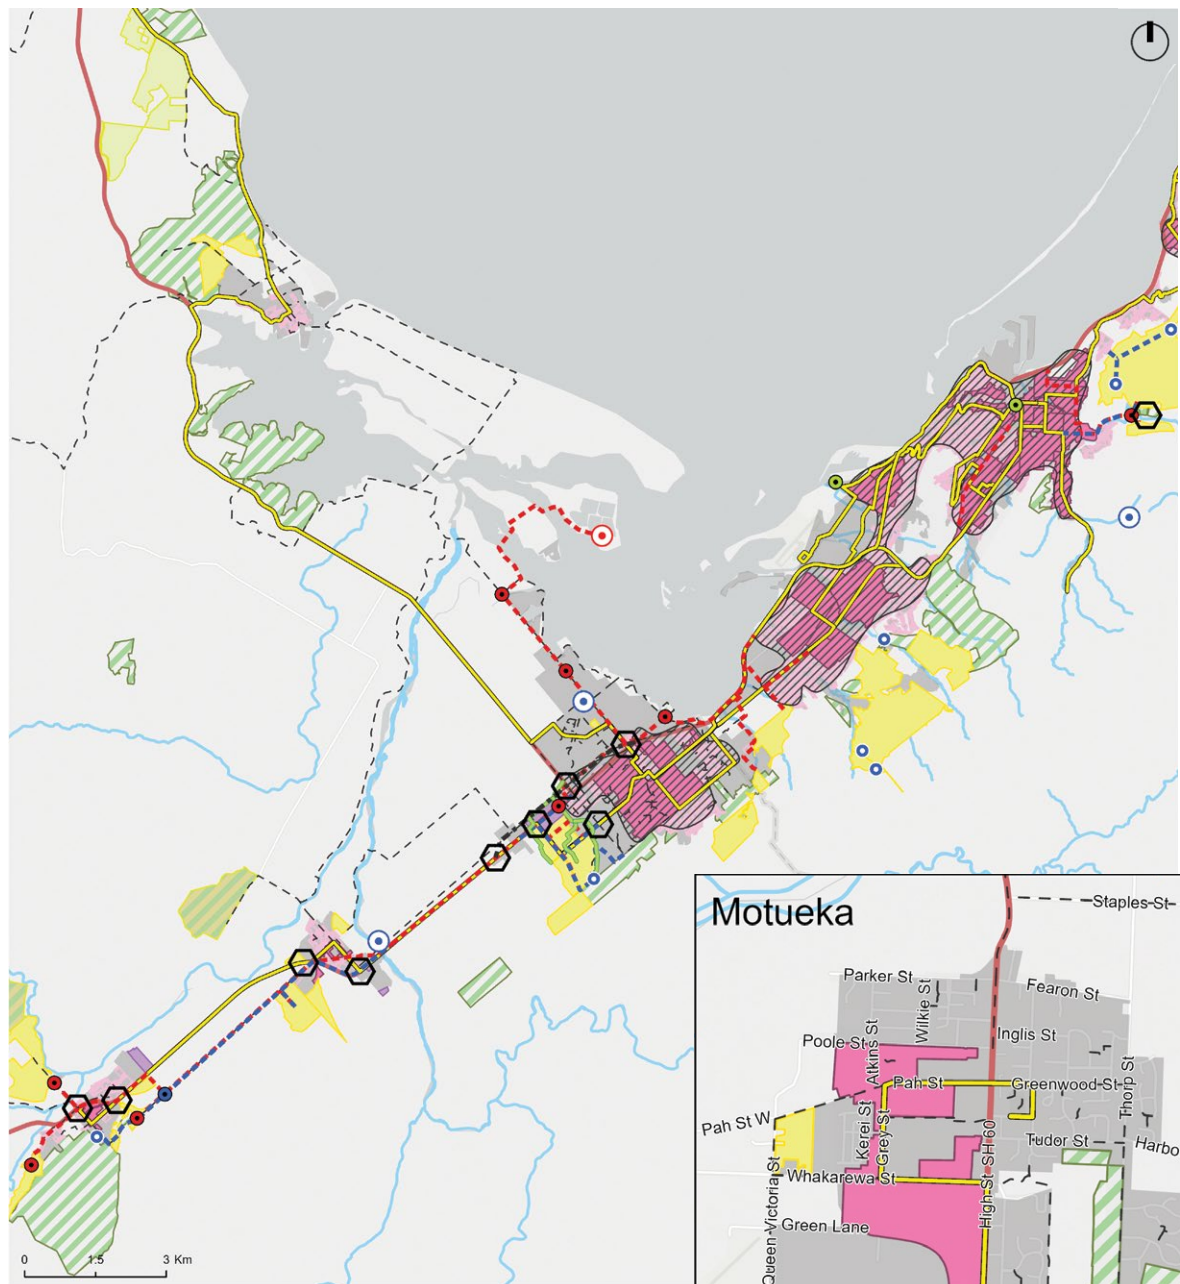 Motueka
Staples St
Parker St
Fearon St
Wilkie St
Inglis St
Poole St
Atkins St
Pah St
Greenwood St
Thorp St
Pah St W
Kerei St
Grey St
High St SH 60
Tudor St
Harbo
Whakarewa St
Queen Victoria St
Green Lane
0 1.5 3 Km